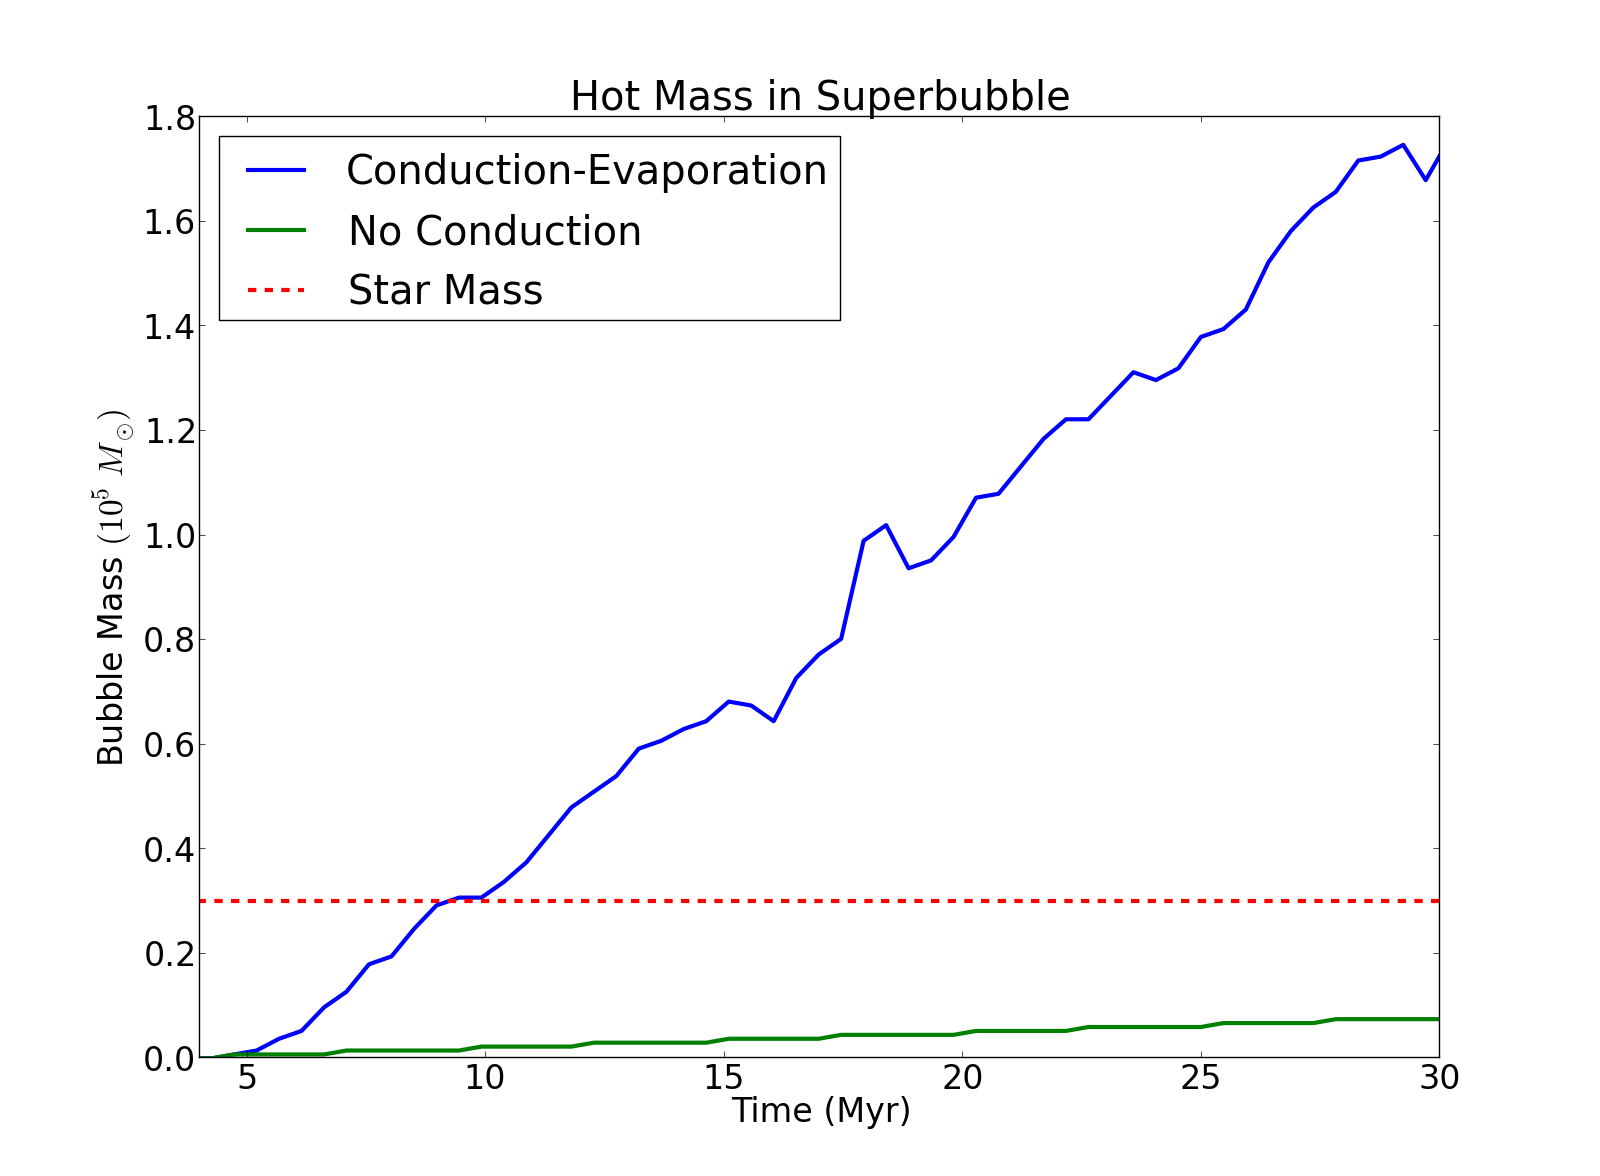 Hot Mass in Superbubble
Conduction-Evaporation
No Conduction
Star Mass
Bubble Mass (10⁵ M⊙)
1.8
1.6
1.4
1.2
1.0
0.8
0.6
0.4
0.2
0.0
5 10 15 20 25 30
Time (Myr)